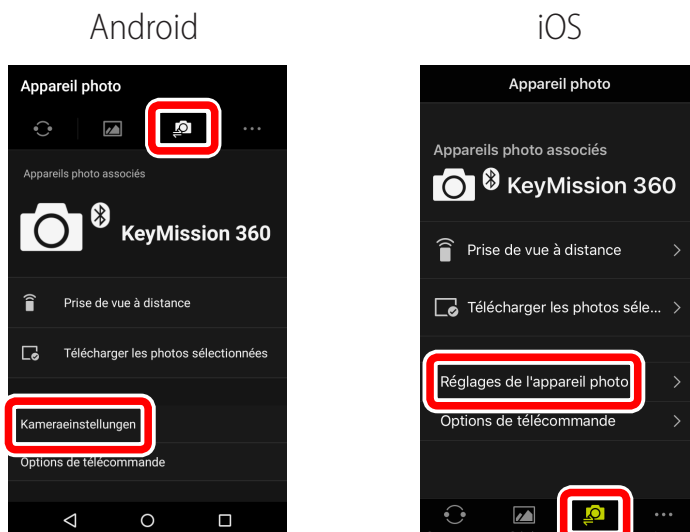 Android
Appareil photo
Appareils photo associés
KeyMission 360
Prise de vue à distance
Télécharger les photos sélectionnées
Kameraeinstellungen
Options de télécommande
iOS
Appareil photo
Appareils photo associés
KeyMission 360
Prise de vue à distance
Télécharger les photos séle...
Réglages de l'appareil photo
Options de télécommande